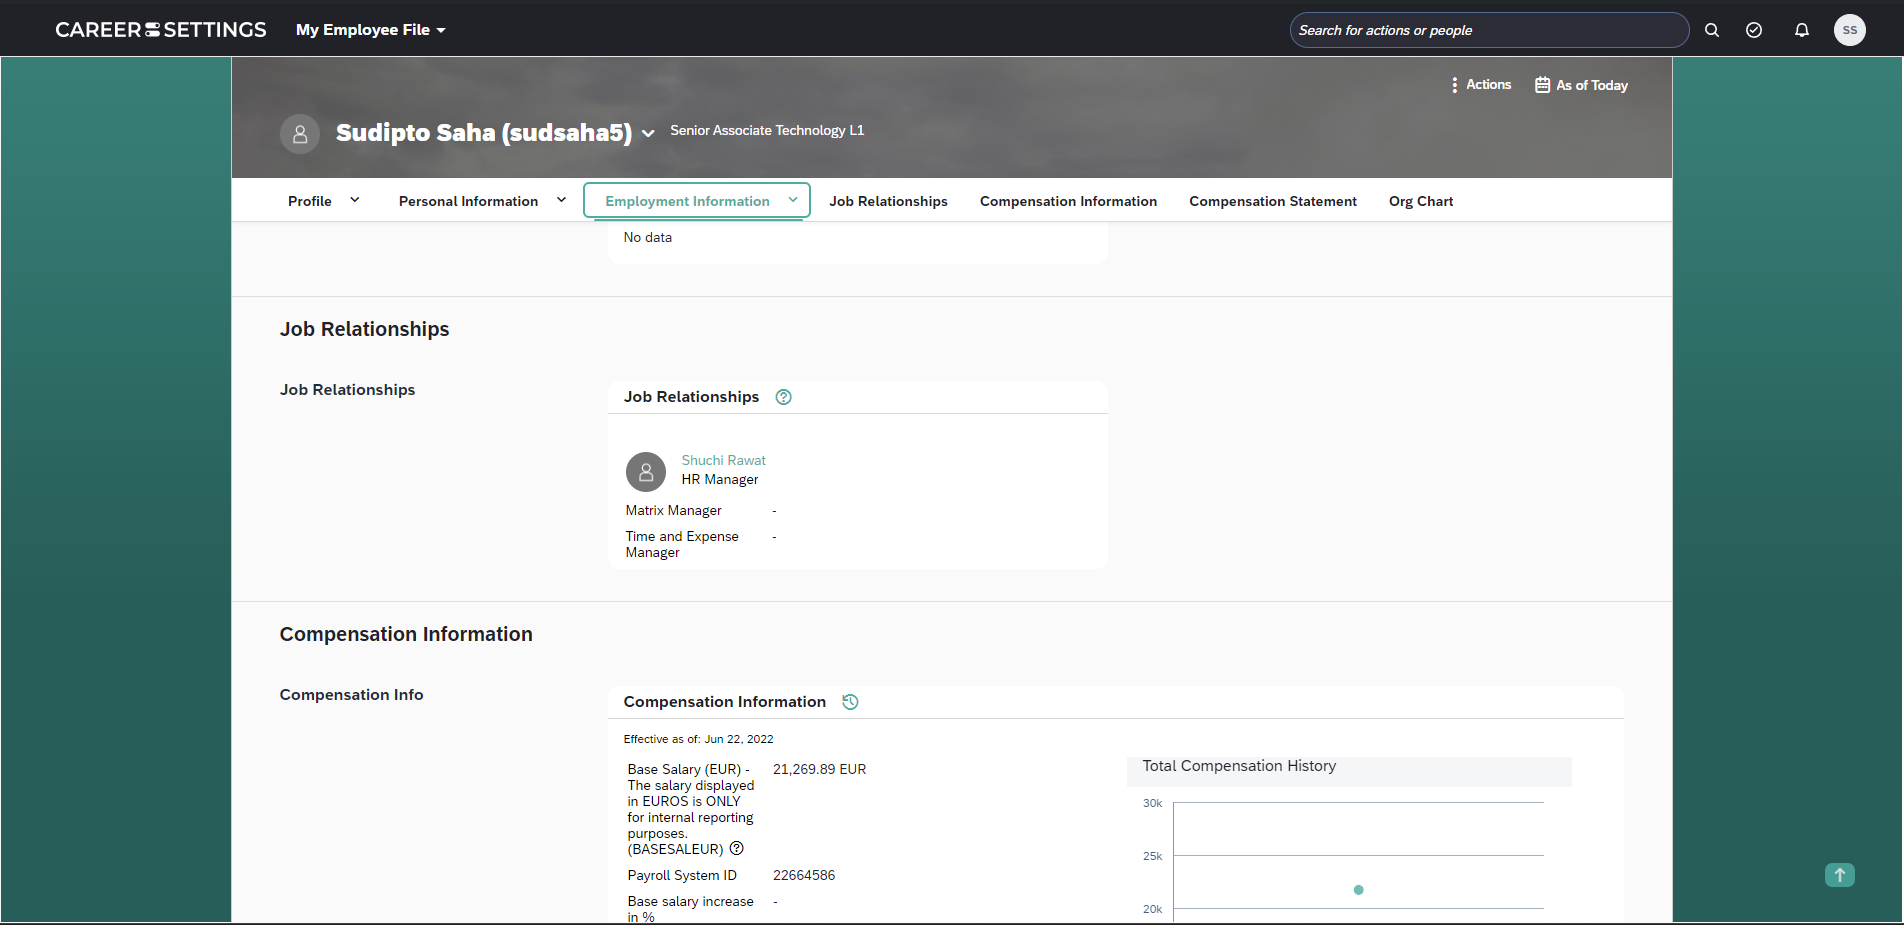 CAREER SETTINGS
My Employee File
Search for actions or people
SS
Actions
As of Today
Sudipto Saha (sudsaha5)
Senior Associate Technology L1
Profile
Personal Information
Employment Information
Job Relationships
Compensation Information
Compensation Statement
Org Chart
No data
Job Relationships
Job Relationships
Job Relationships
Shuchi Rawat
HR Manager
Matrix Manager -
Time and Expense -
Manager
Compensation Information
Compensation Info
Compensation Information
Effective as of: Jun 22, 2022
Base Salary (EUR) - 21,269.89 EUR
The salary displayed
in EUROS is ONLY
for internal reporting
purposes.
(BASESALEUR)
Payroll System ID 22664586
Base salary increase -
in %
Total Compensation History
30k
25k
20k